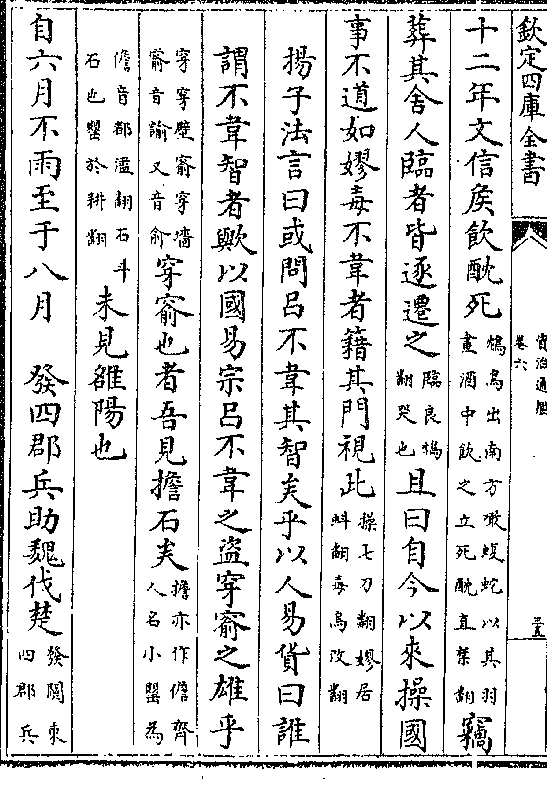 欽定四庫全書
資治通鑑
卷六
十二年文信矦飲酖死鴆鳥出南方噉蝮蛇以其羽
畫酒中飲之立死酖直禁翻竊
葬其舍人臨者皆逐遷之臨良鴆
翻哭也且曰自今以來操國
事不道如嫪毐不韋者籍其門視此操七刀翻嫪居
虯翻毐烏改翻
揚子法言曰或問呂不韋其智矣乎以人易貨曰誰
謂不韋智者歟以國易宗呂不韋之盜穿窬之雄乎
穿穿壁窬穿牆
窬音諭又音俞穿窬也者吾見擔石矣擔亦作儋齊
人名小甖為
儋音都濫翻石斗
石也甖於耕翻未見雒陽也
自六月不雨至于八月 發四郡兵助魏伐楚發關東
四郡兵